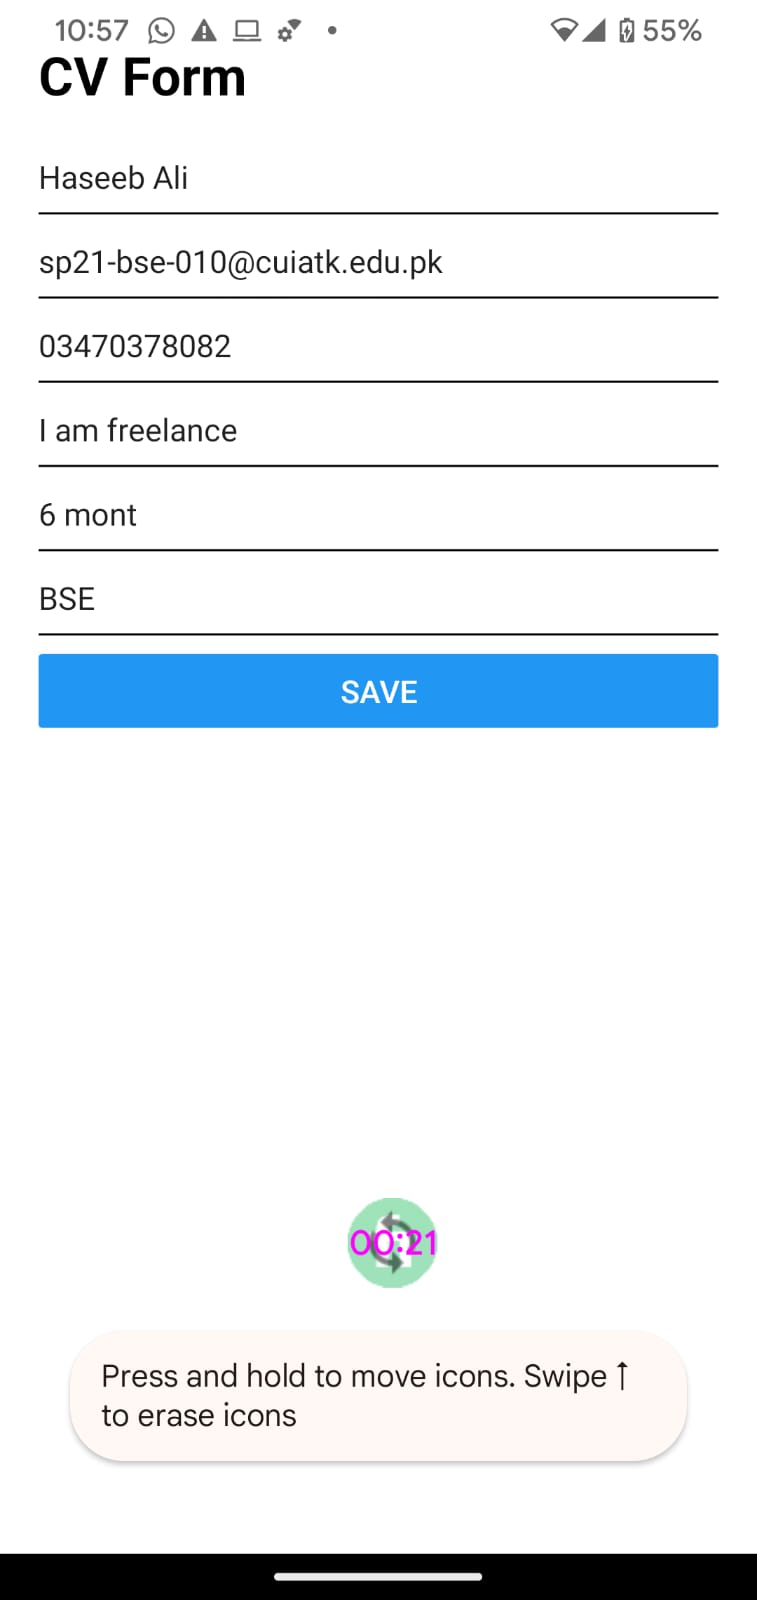 10:57
55%
CV Form
Haseeb Ali
sp21-bse-010@cuiatk.edu.pk
03470378082
I am freelance
6 mont
BSE
SAVE
00:21
Press and hold to move icons. Swipe ↑
to erase icons